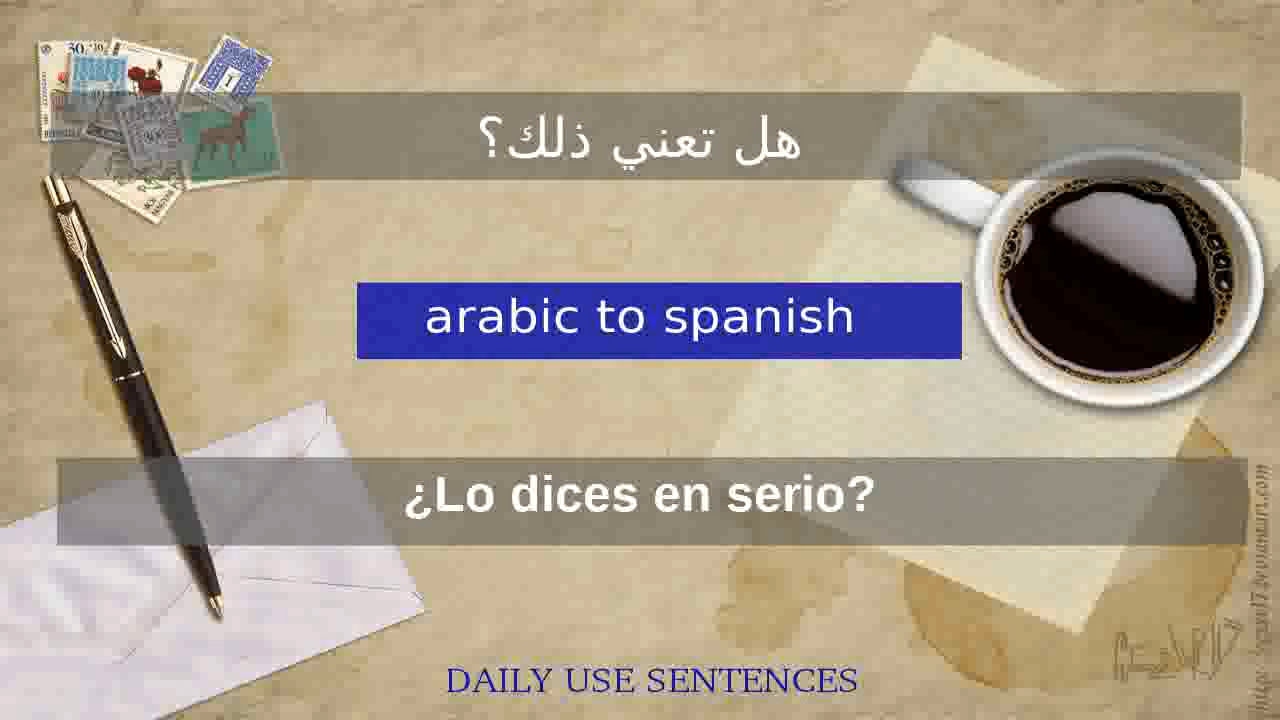 هل تعني ذلك؟
arabic to spanish
¿Lo dices en serio?
DAILY USE SENTENCES